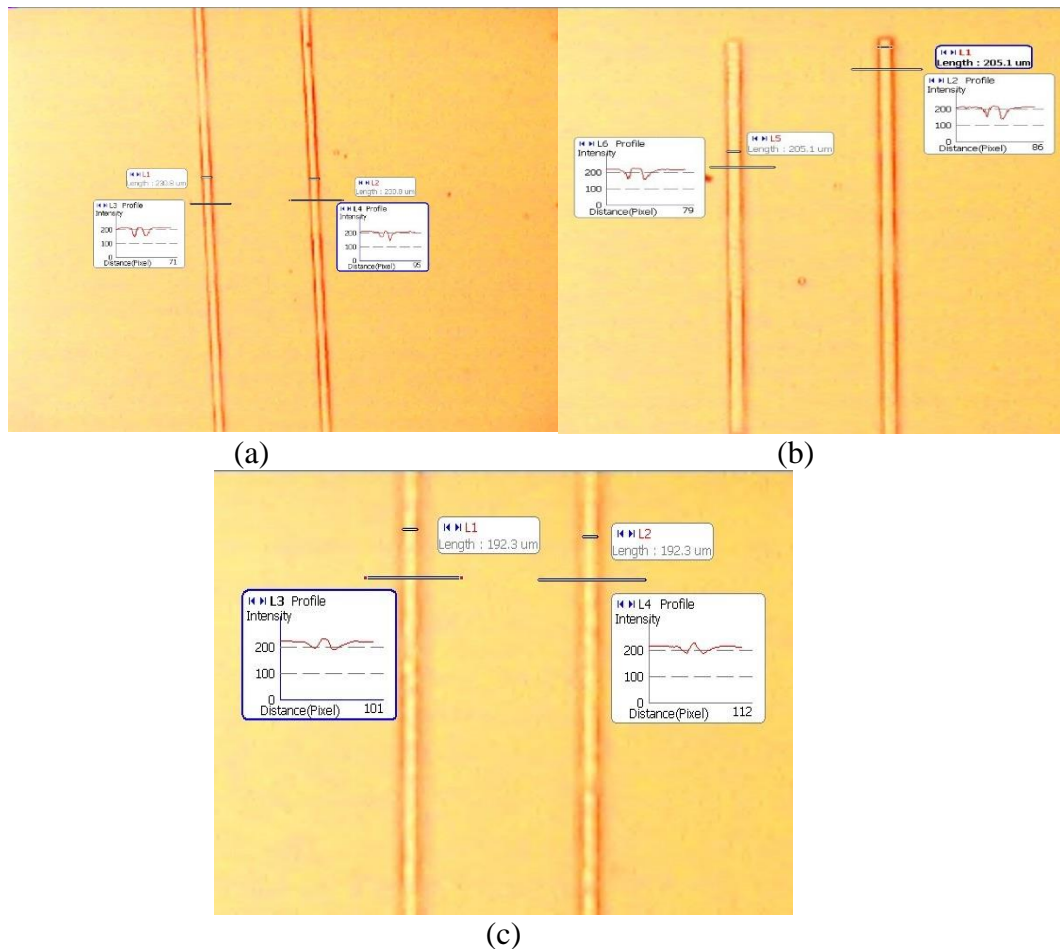 L1
Length : 230.8 um
L2
Length : 230.8 um
L3 Profile
Intensity
200
100
0
Distance(Pixel) 71
L4 Profile
Intensity
200
100
0
Distance(Pixel) 95
(a)
L1
Length : 205.1 um
L2 Profile
Intensity
200
100
0
Distance(Pixel) 86
L5
Length : 205.1 um
L6 Profile
Intensity
200
100
0
Distance(Pixel) 79
(b)
L1
Length : 192.3 um
L2
Length : 192.3 um
L3 Profile
Intensity
200
100
0
Distance(Pixel) 101
L4 Profile
Intensity
200
100
0
Distance(Pixel) 112
(c)